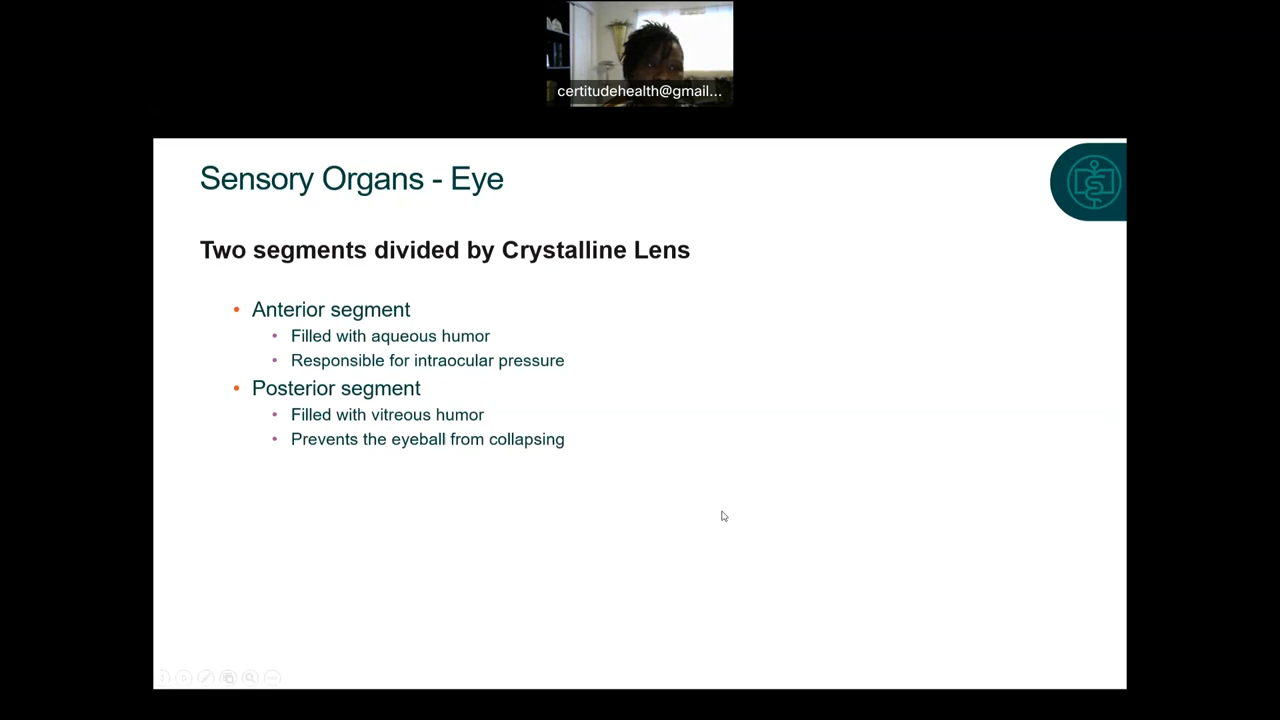 certitudehealth@gmail...
Sensory Organs - Eye
Two segments divided by Crystalline Lens
• Anterior segment
• Filled with aqueous humor
• Responsible for intraocular pressure
• Posterior segment
• Filled with vitreous humor
• Prevents the eyeball from collapsing